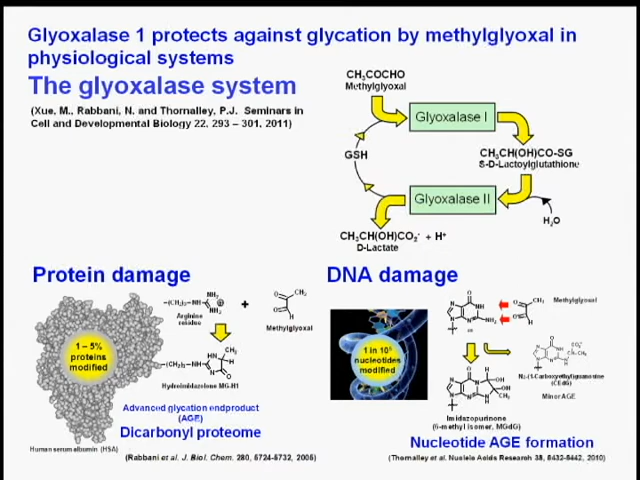 Glyoxalase 1 protects against glycation by methylglyoxal in
physiological systems
The glyoxalase system
(Xue, M., Rabbani, N. and Thornalley, P.J. Seminars in
Cell and Developmental Biology 22, 293 – 301, 2011)
CH₃COCHO
Methylglyoxal
Glyoxalase I
GSH
CH₃CH(OH)CO-SG
S-D-Lactoylglutathione
Glyoxalase II
H₂O
CH₃CH(OH)CO₂⁻ + H⁺
D-Lactate
Protein damage
DNA damage
1 – 5%
proteins
modified
Arginine
residue
+
Methylglyoxal
Hydroimidazolone MG-H1
Advanced glycation endproduct
(AGE)
Dicarbonyl proteome
Human serum albumin (HSA)
(Rabbani et al. J. Biol. Chem. 280, 5724-5732, 2005)
1 in 10⁵
nucleotides
modified
Methylglyoxal
N₂-(1-Carboxyethylguanosine
(CEdG)
Minor AGE
Imidazopurinone
(6-methyl isomer, MGdG)
Nucleotide AGE formation
(Thornalley et al. Nucleic Acids Research 38, 5432-5442, 2010)